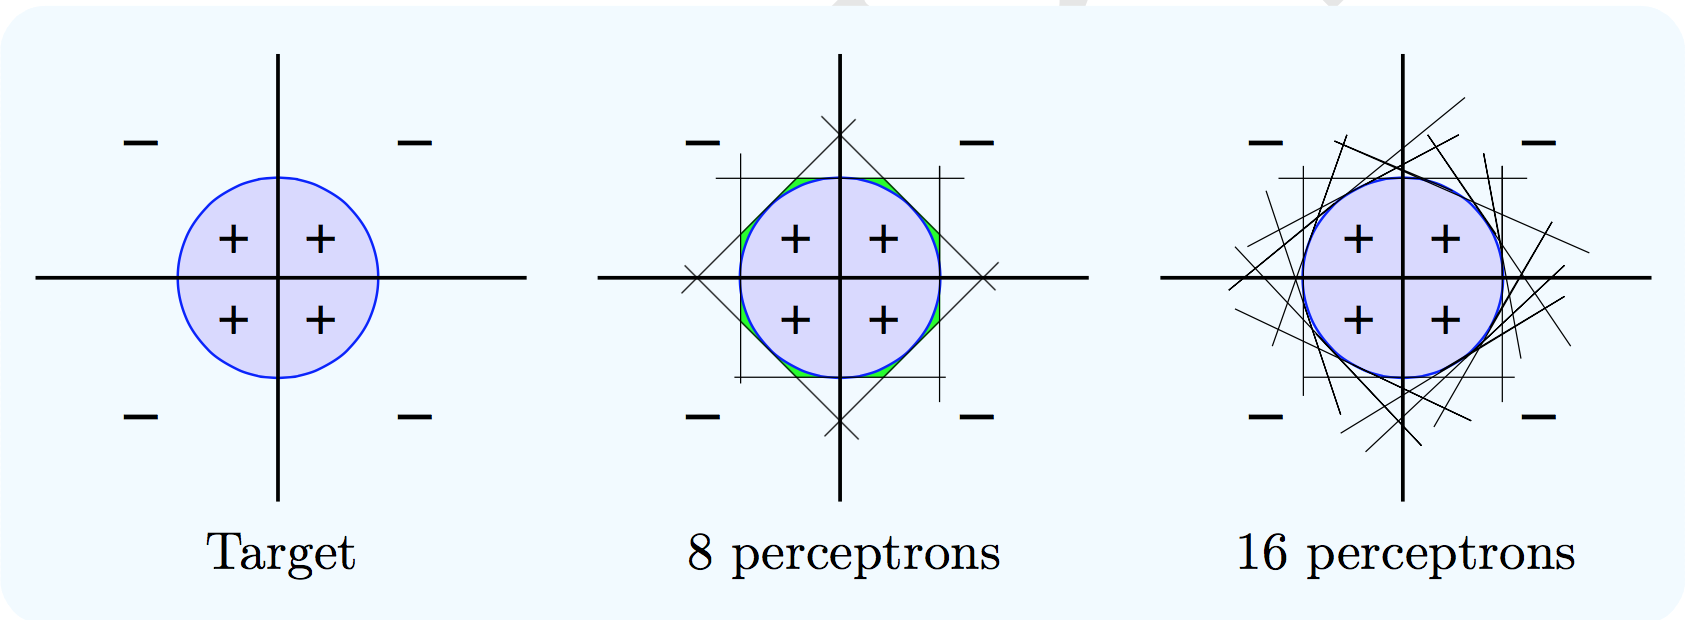 − − − − − −
+ + + + + +
+ + + + + +
− − − − − −
Target 8 perceptrons 16 perceptrons